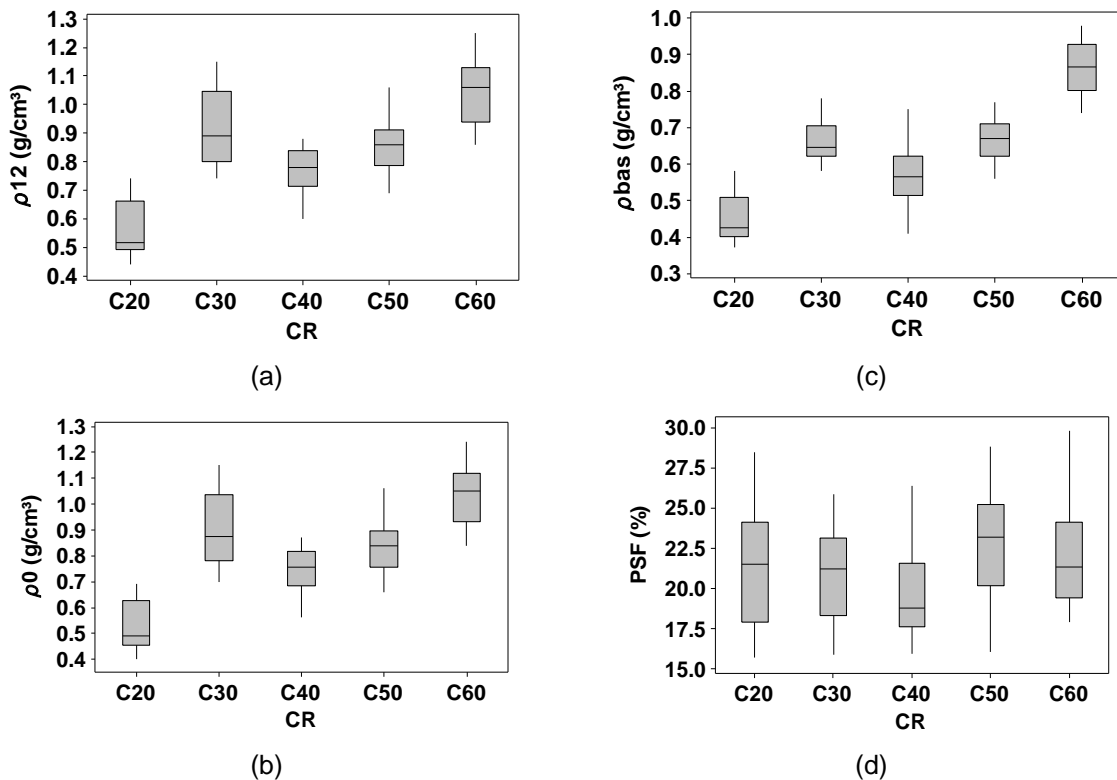 1.3
1.2
1.1
1.0
0.9
0.8
0.7
0.6
0.5
0.4
ρ12 (g/cm³)
C20 C30 C40 C50 C60
CR
(a)
1.0
0.9
0.8
0.7
0.6
0.5
0.4
0.3
ρbas (g/cm³)
C20 C30 C40 C50 C60
CR
(c)
1.3
1.2
1.1
1.0
0.9
0.8
0.7
0.6
0.5
0.4
ρ0 (g/cm³)
C20 C30 C40 C50 C60
CR
(b)
30.0
27.5
25.0
22.5
20.0
17.5
15.0
PSF (%)
C20 C30 C40 C50 C60
CR
(d)